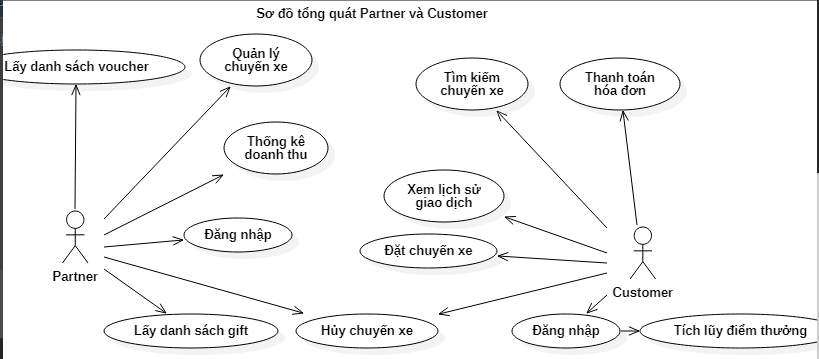 Sơ đồ tổng quát Partner và Customer
Lấy danh sách voucher
Quản lý
chuyến xe
Tìm kiếm
chuyến xe
Thanh toán
hóa đơn
Thống kê
doanh thu
Xem lịch sử
giao dịch
Đăng nhập
Đặt chuyến xe
Partner
Customer
Lấy danh sách gift
Hủy chuyến xe
Đăng nhập
Tích lũy điểm thưởng